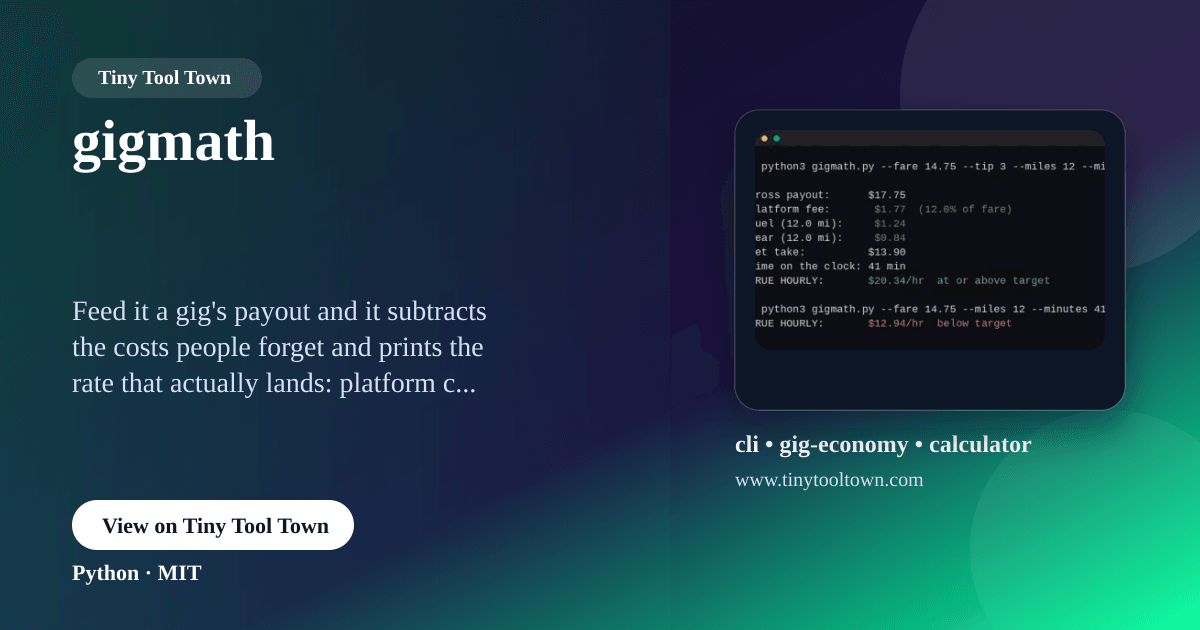 Tiny Tool Town
gigmath
Feed it a gig's payout and it subtracts
the costs people forget and prints the
rate that actually lands: platform c...
View on Tiny Tool Town
Python · MIT
python3 gigmath.py --fare 14.75 --tip 3 --miles 12 --mi
ross payout: $17.75
latform fee: $1.77 (12.0% of fare)
uel (12.0 mi): $1.24
ear (12.0 mi): $0.84
et take: $13.90
ime on the clock: 41 min
RUE HOURLY: $20.34/hr at or above target
python3 gigmath.py --fare 14.75 --miles 12 --minutes 41
RUE HOURLY: $12.94/hr below target
cli • gig-economy • calculator
www.tinytooltown.com